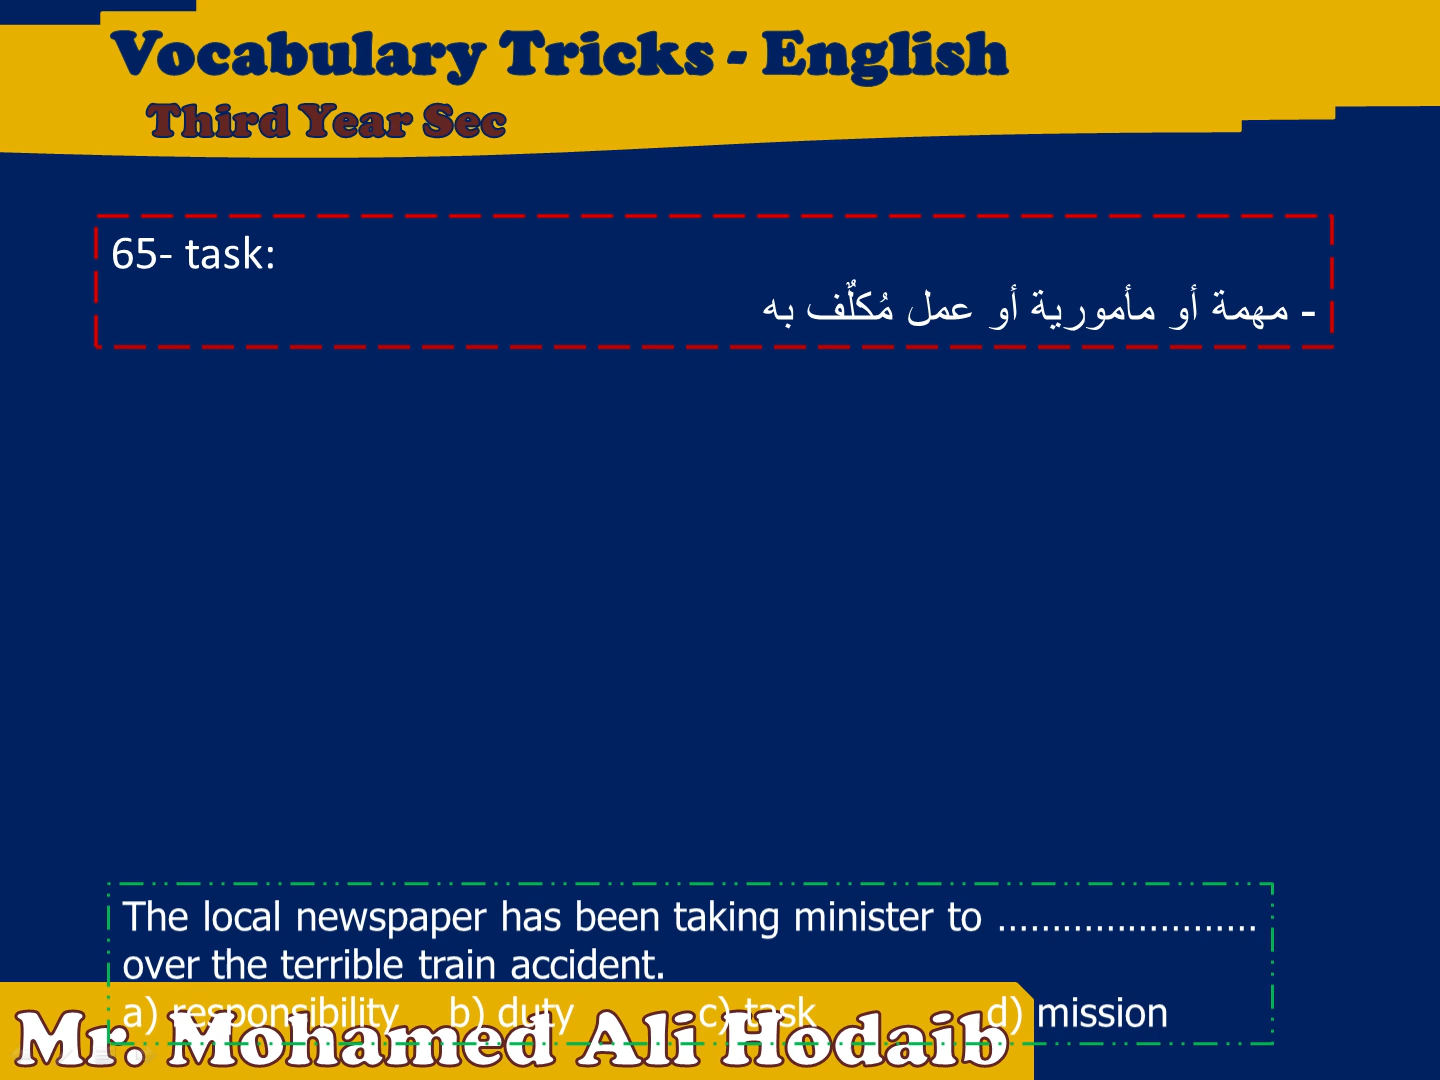 Vocabulary Tricks - English
Third Year Sec
65- task:
- مهمة أو مأمورية أو عمل مُكلٌف به
The local newspaper has been taking minister to ……………………
over the terrible train accident.
a) responsibility b) duty c) task d) mission
Mr. Mohamed Ali Hodaib